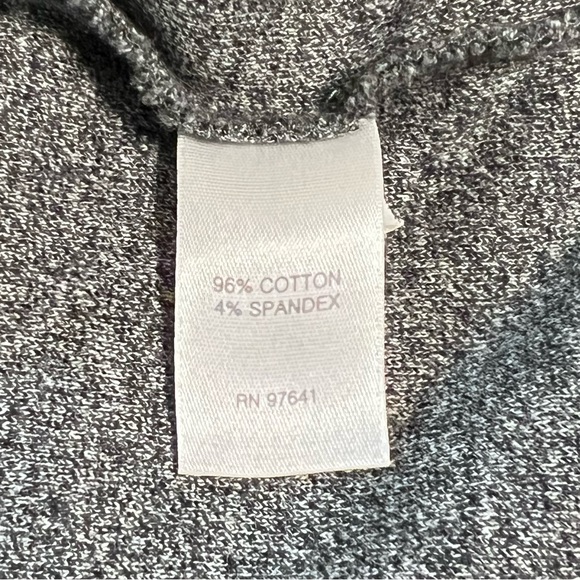 96% COTTON
4% SPANDEX
RN 97641